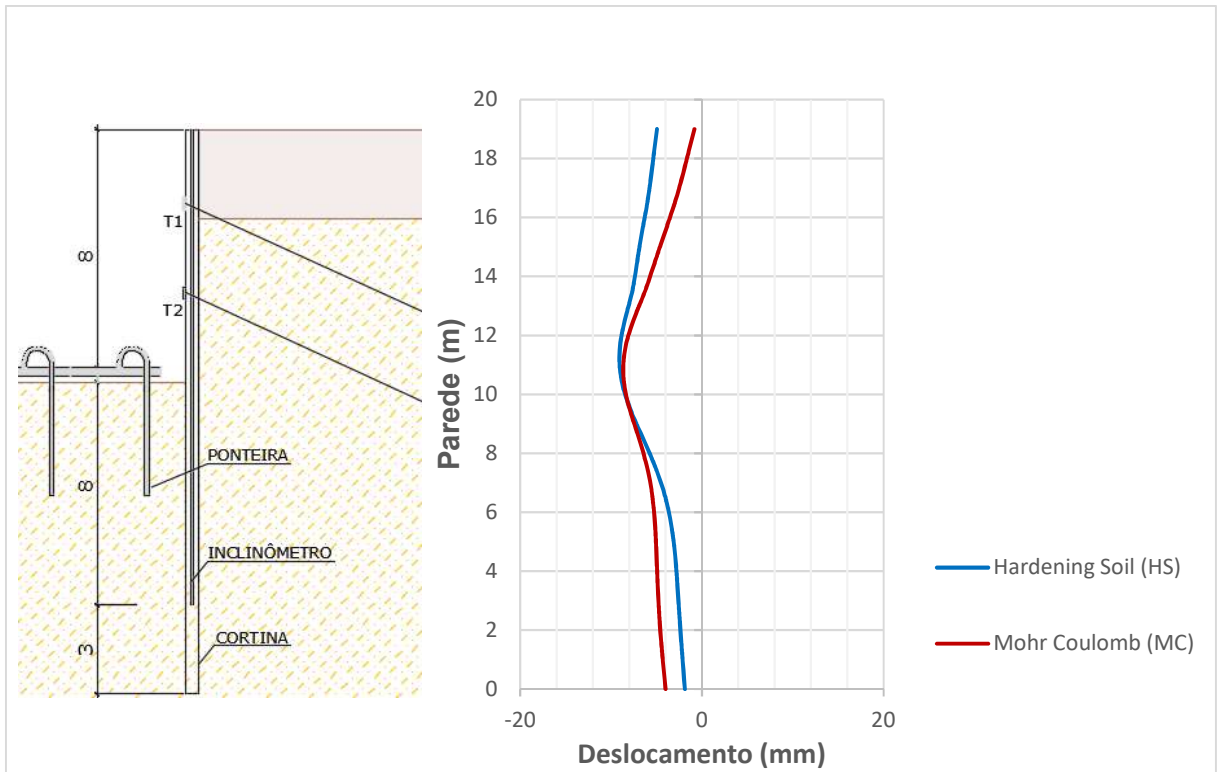 8
8
3
T1
T2
PONTEIRA
INCLINÔMETRO
CORTINA
Parede (m)
20
18
16
14
12
10
8
6
4
2
0
-20
0
20
Deslocamento (mm)
Hardening Soil (HS)
Mohr Coulomb (MC)